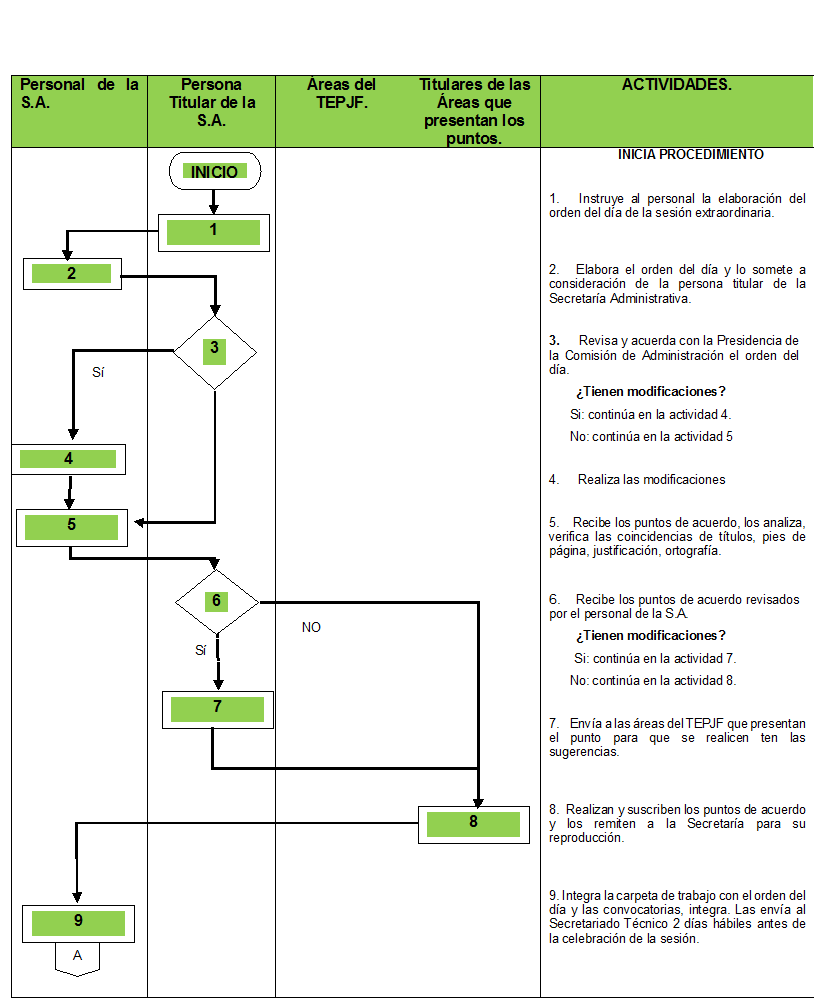 Personal de la
S.A.
Persona
Titular de la
S.A.
Áreas del
TEPJF.
Titulares de las
Áreas que
presentan los
puntos.
ACTIVIDADES.
INICIO
1
2
3
Sí
4
5
6
NO
Sí
7
8
9
A
INICIA PROCEDIMIENTO
1. Instruye al personal la elaboración del
orden del día de la sesión extraordinaria.
2. Elabora el orden del día y lo somete a
consideración de la persona titular de la
Secretaría Administrativa.
3. Revisa y acuerda con la Presidencia de
la Comisión de Administración el orden del
día.
¿Tienen modificaciones?
Si: continúa en la actividad 4.
No: continúa en la actividad 5
4. Realiza las modificaciones
5. Recibe los puntos de acuerdo, los analiza,
verifica las coincidencias de títulos, pies de
página, justificación, ortografía.
6. Recibe los puntos de acuerdo revisados
por el personal de la S.A.
¿Tienen modificaciones?
Si: continúa en la actividad 7.
No: continúa en la actividad 8.
7. Envía a las áreas del TEPJF que presentan
el punto para que se realicen ten las
sugerencias.
8. Realizan y suscriben los puntos de acuerdo
y los remiten a la Secretaría para su
reproducción.
9. Integra la carpeta de trabajo con el orden del
día y las convocatorias, integra. Las envía al
Secretariado Técnico 2 días hábiles antes de
la celebración de la sesión.